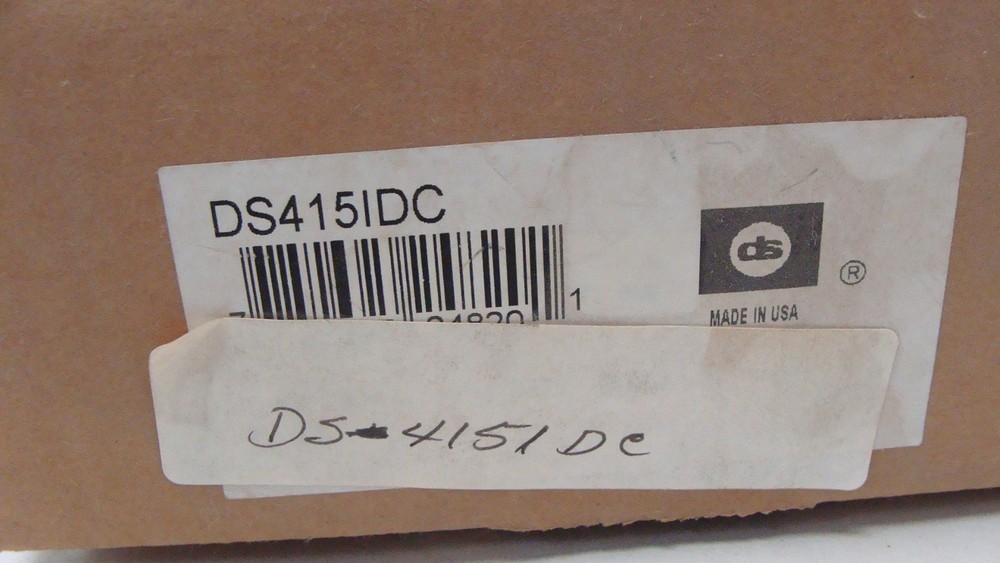 DS415IDC
1
ds
®
MADE IN USA
DS-4151DC